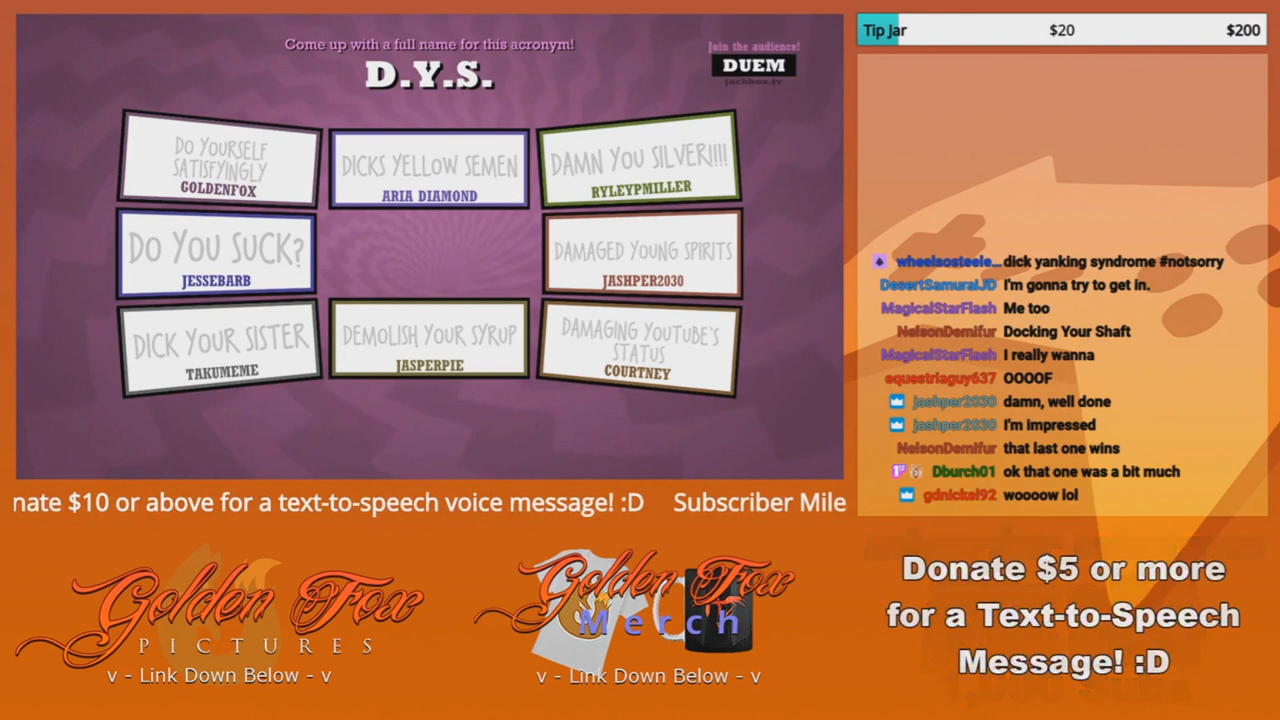 Come up with a full name for this acronym!
D.Y.S.
Join the audience!
DUEM
jackbox.tv
DO YOURSELF
SATISFYINGLY
GOLDENFOX
DICKS YELLOW SEMEN
ARIA DIAMOND
DAMN YOU SILVER!!!!
RYLEYPMILLER
DO YOU SUCK?
JESSEBARB
DAMAGED YOUNG SPIRITS
JASHPER2030
DICK YOUR SISTER
TAKUMEME
DEMOLISH YOUR SYRUP
JASPERPIE
DAMAGING YOUTUBE'S
STATUS
COURTNEY
nate $10 or above for a text-to-speech voice message! :D Subscriber Mile
Golden Fox
PICTURES
v - Link Down Below - v
Golden Fox
Merch
v - Link Down Below - v
Tip Jar $20 $200
wheelsosteele... dick yanking syndrome #notsorry
DesertSamuraiJD I'm gonna try to get in.
MagicalStarFlash Me too
NelsonDemifur Docking Your Shaft
MagicalStarFlash I really wanna
equestriaguy637 OOOOF
jashper2030 damn, well done
jashper2030 I'm impressed
NelsonDemifur that last one wins
Dburch01 ok that one was a bit much
gdnickel92 woooow lol
Donate $5 or more
for a Text-to-Speech
Message! :D